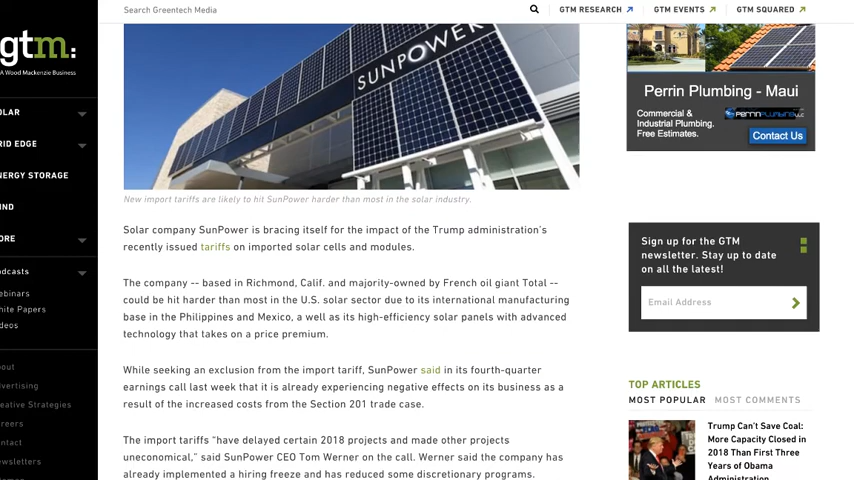 Search Greentech Media
GTM RESEARCH
GTM EVENTS
GTM SQUARED
gtm:
A Wood Mackenzie Business
OLAR
RID EDGE
NERGY STORAGE
IND
ORE
odcasts
ebinars
hite Papers
deos
out
vertising
eative Strategies
reers
ntact
wsletters
SUNPOWER
New import tariffs are likely to hit SunPower harder than most in the solar industry.
Solar company SunPower is bracing itself for the impact of the Trump administration's
recently issued tariffs on imported solar cells and modules.
The company -- based in Richmond, Calif. and majority-owned by French oil giant Total --
could be hit harder than most in the U.S. solar sector due to its international manufacturing
base in the Philippines and Mexico, a well as its high-efficiency solar panels with advanced
technology that takes on a price premium.
While seeking an exclusion from the import tariff, SunPower said in its fourth-quarter
earnings call last week that it is already experiencing negative effects on its business as a
result of the increased costs from the Section 201 trade case.
The import tariffs “have delayed certain 2018 projects and made other projects
uneconomical,” said SunPower CEO Tom Werner on the call. Werner said the company has
already implemented a hiring freeze and has reduced some discretionary programs.
Perrin Plumbing - Maui
Commercial &
Industrial Plumbing.
Free Estimates.
PERRIN PLUMBING LLC
Contact Us
Sign up for the GTM
newsletter. Stay up to date
on all the latest!
Email Address
TOP ARTICLES
MOST POPULAR MOST COMMENTS
Trump Can't Save Coal:
More Capacity Closed in
2018 Than First Three
Years of Obama
Administration